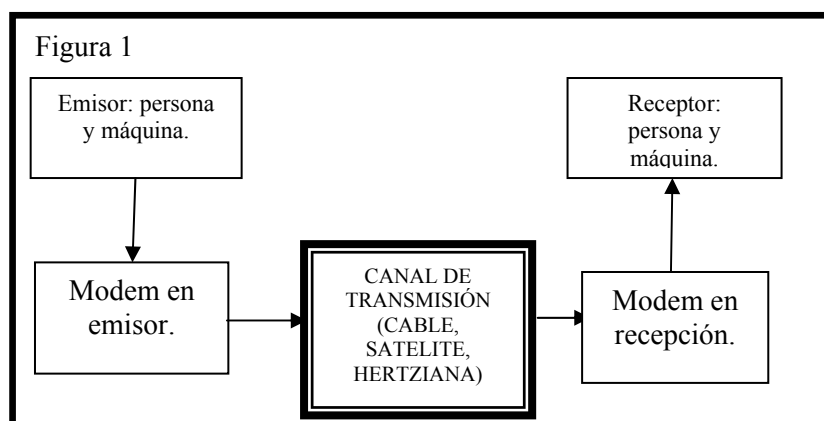 Figura 1
Emisor: persona
y máquina.
Receptor:
persona y
máquina.
Modem en
emisor.
CANAL DE
TRANSMISIÓN
(CABLE,
SATELITE,
HERTZIANA)
Modem en
recepción.